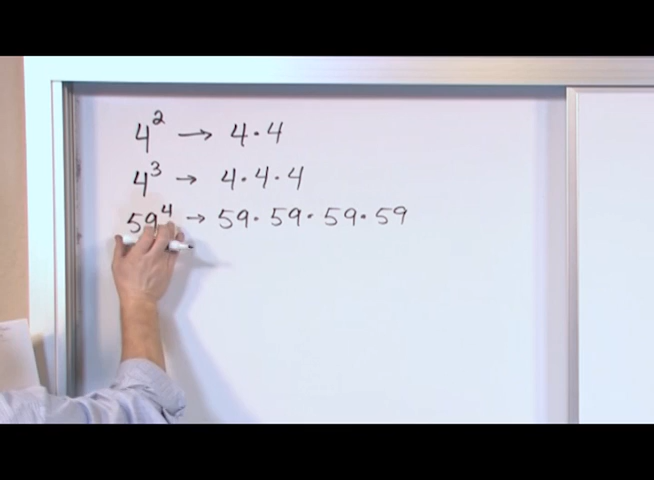 4² → 4 · 4
4³ → 4 · 4 · 4
59⁴ → 59 · 59 · 59 · 59